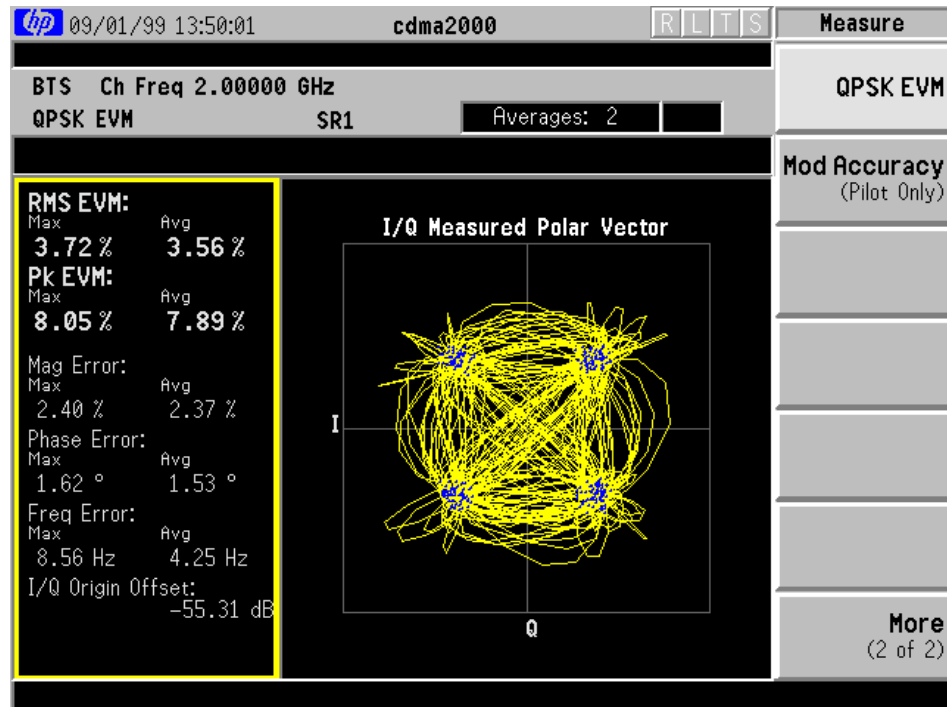 hp 09/01/99 13:50:01 cdma2000 R L T S Measure
BTS Ch Freq 2.00000 GHz
QPSK EVM SR1 Averages: 2
QPSK EVM
Mod Accuracy
(Pilot Only)
More
(2 of 2)
RMS EVM:
Max Avg
3.72 % 3.56 %
Pk EVM:
Max Avg
8.05 % 7.89 %
Mag Error:
Max Avg
2.40 % 2.37 %
Phase Error:
Max Avg
1.62 ° 1.53 °
Freq Error:
Max Avg
8.56 Hz 4.25 Hz
I/Q Origin Offset:
-55.31 dB
I/Q Measured Polar Vector
I
Q